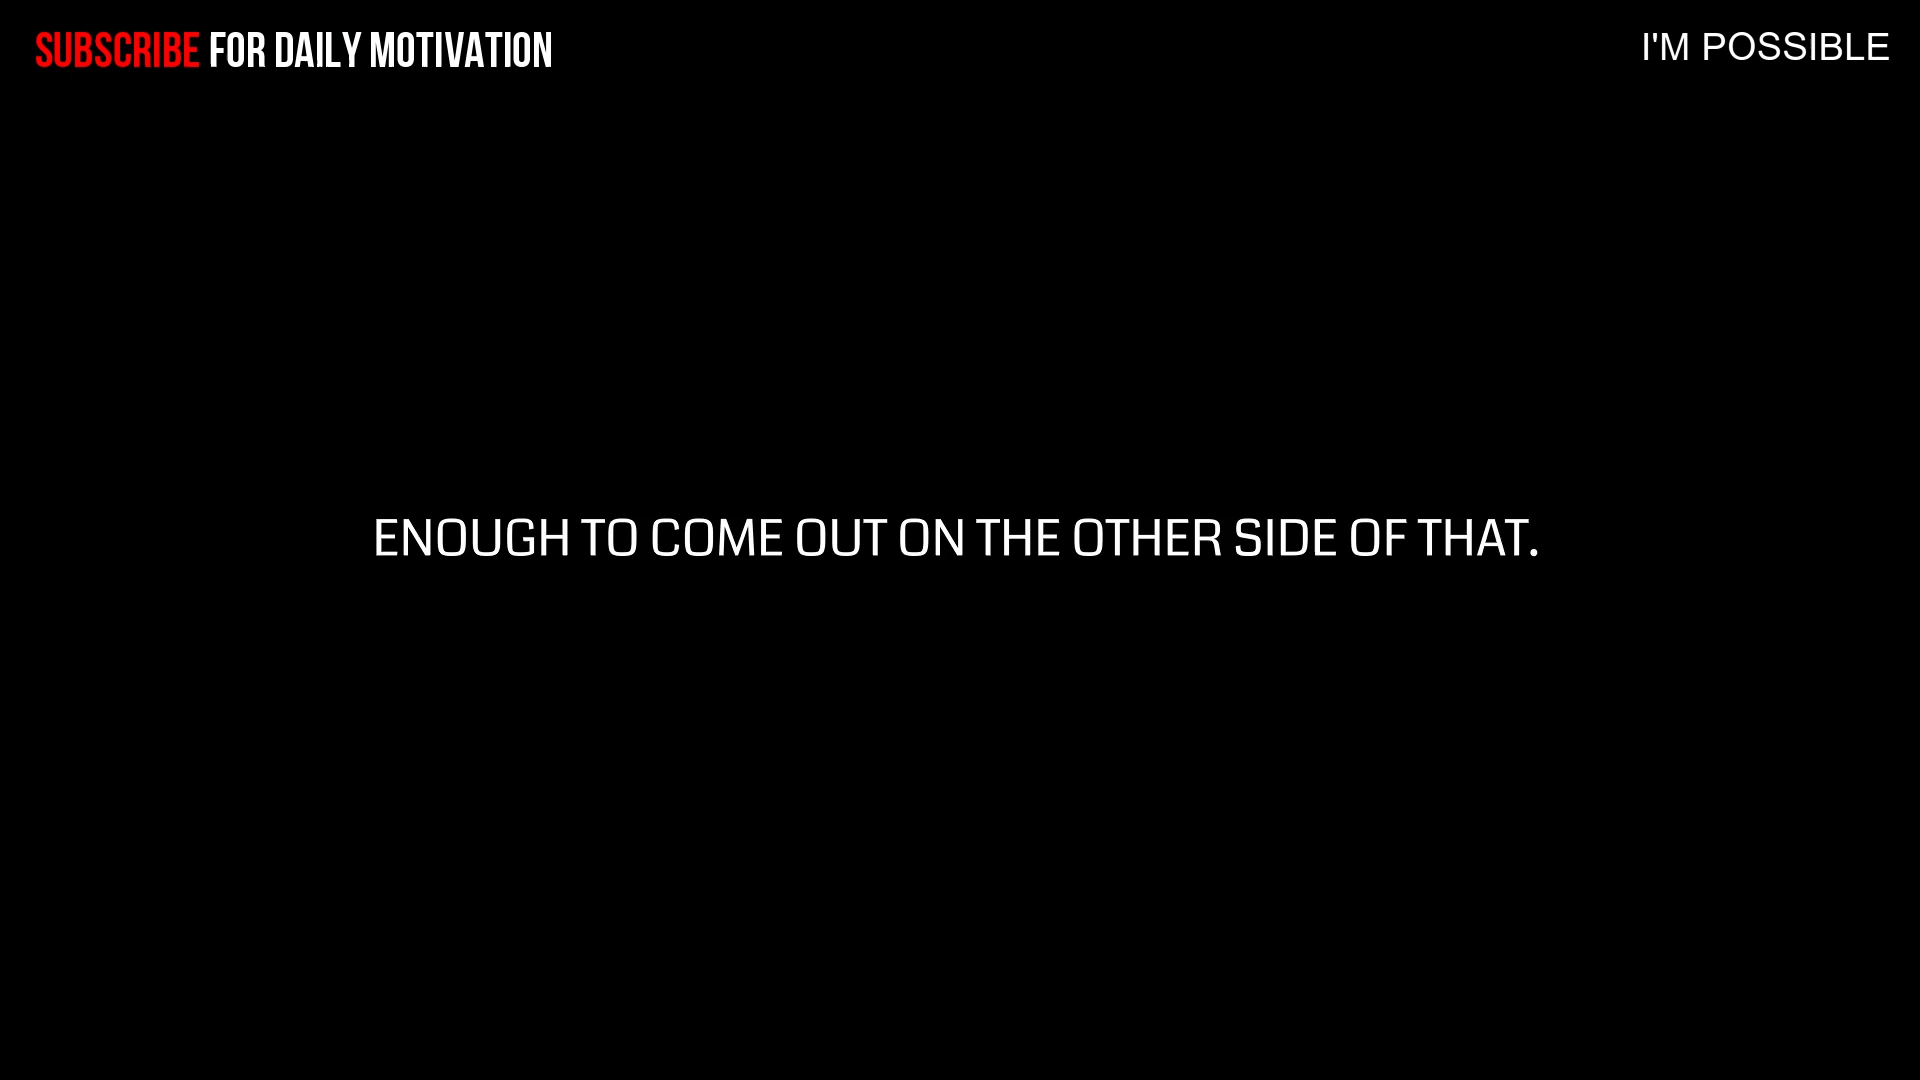 SUBSCRIBE FOR DAILY MOTIVATION
I'M POSSIBLE
ENOUGH TO COME OUT ON THE OTHER SIDE OF THAT.